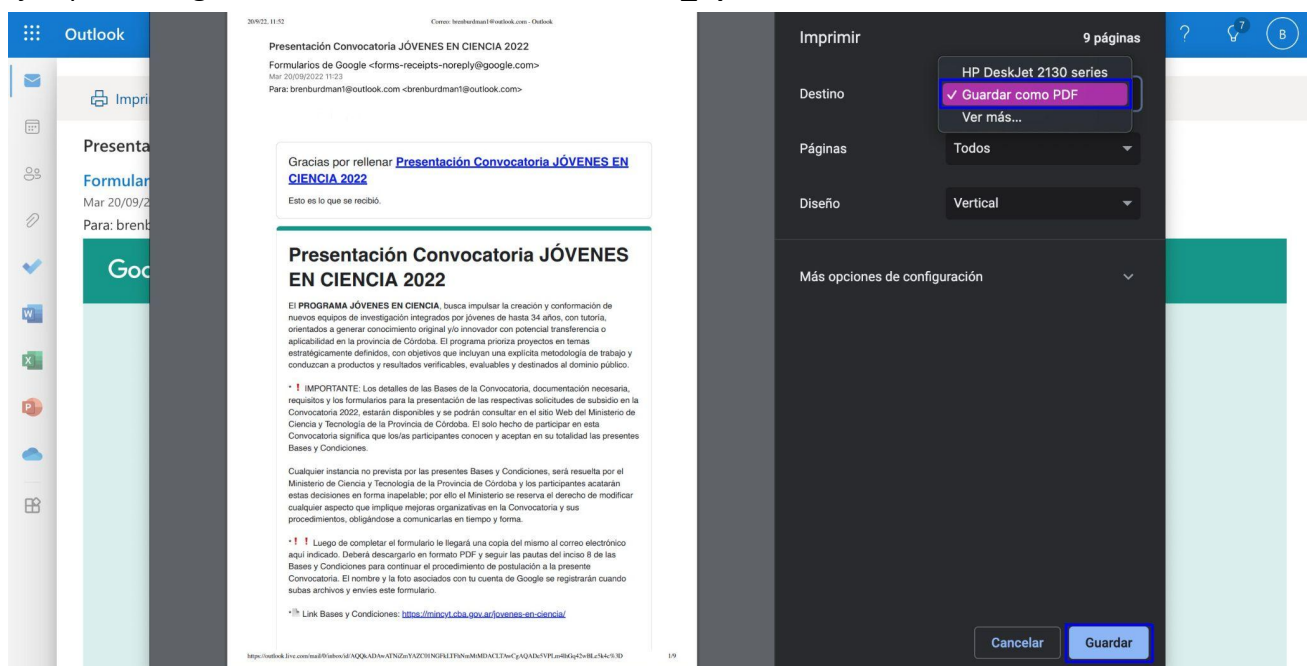 Outlook
Impri
Presenta
Formular
Mar 20/09/2
Para: brenb
Goo
20/9/22, 11:52
Correo: brenburdman1@outlook.com - Outlook
Presentación Convocatoria JÓVENES EN CIENCIA 2022
Formularios de Google <forms-receipts-noreply@google.com>
Mar 20/09/2022 11:23
Para: brenburdman1@outlook.com <brenburdman1@outlook.com>
Gracias por rellenar Presentación Convocatoria JÓVENES EN
CIENCIA 2022
Esto es lo que se recibió.
Presentación Convocatoria JÓVENES
EN CIENCIA 2022
El PROGRAMA JÓVENES EN CIENCIA, busca impulsar la creación y conformación de
nuevos equipos de investigación integrados por jóvenes de hasta 34 años, con tutoría,
orientados a generar conocimiento original y/o innovador con potencial transferencia o
aplicabilidad en la provincia de Córdoba. El programa prioriza proyectos en temas
estratégicamente definidos, con objetivos que incluyan una explícita metodología de trabajo y
conduzcan a productos y resultados verificables, evaluables y destinados al dominio público.
* ❗ IMPORTANTE: Los detalles de las Bases de la Convocatoria, documentación necesaria,
requisitos y los formularios para la presentación de las respectivas solicitudes de subsidio en la
Convocatoria 2022, estarán disponibles y se podrán consultar en el sitio Web del Ministerio de
Ciencia y Tecnología de la Provincia de Córdoba. El solo hecho de participar en esta
Convocatoria significa que los/as participantes conocen y aceptan en su totalidad las presentes
Bases y Condiciones.
Cualquier instancia no prevista por las presentes Bases y Condiciones, será resuelta por el
Ministerio de Ciencia y Tecnología de la Provincia de Córdoba y los participantes acatarán
estas decisiones en forma inapelable; por ello el Ministerio se reserva el derecho de modificar
cualquier aspecto que implique mejoras organizativas en la Convocatoria y sus
procedimientos, obligándose a comunicarlas en tiempo y forma.
*❗ ❗ Luego de completar el formulario le llegará una copia del mismo al correo electrónico
aquí indicado. Deberá descargarlo en formato PDF y seguir las pautas del inciso 8 de las
Bases y Condiciones para continuar el procedimiento de postulación a la presente
Convocatoria. El nombre y la foto asociados con tu cuenta de Google se registrarán cuando
subas archivos y envíes este formulario.
* Link Bases y Condiciones: https://mincyt.cba.gov.ar/jovenes-en-ciencia/
1/9
Imprimir
9 páginas
HP DeskJet 2130 series
Destino
✓ Guardar como PDF
Ver más...
Páginas
Todos
Diseño
Vertical
Más opciones de configuración
Cancelar
Guardar
?
7
B